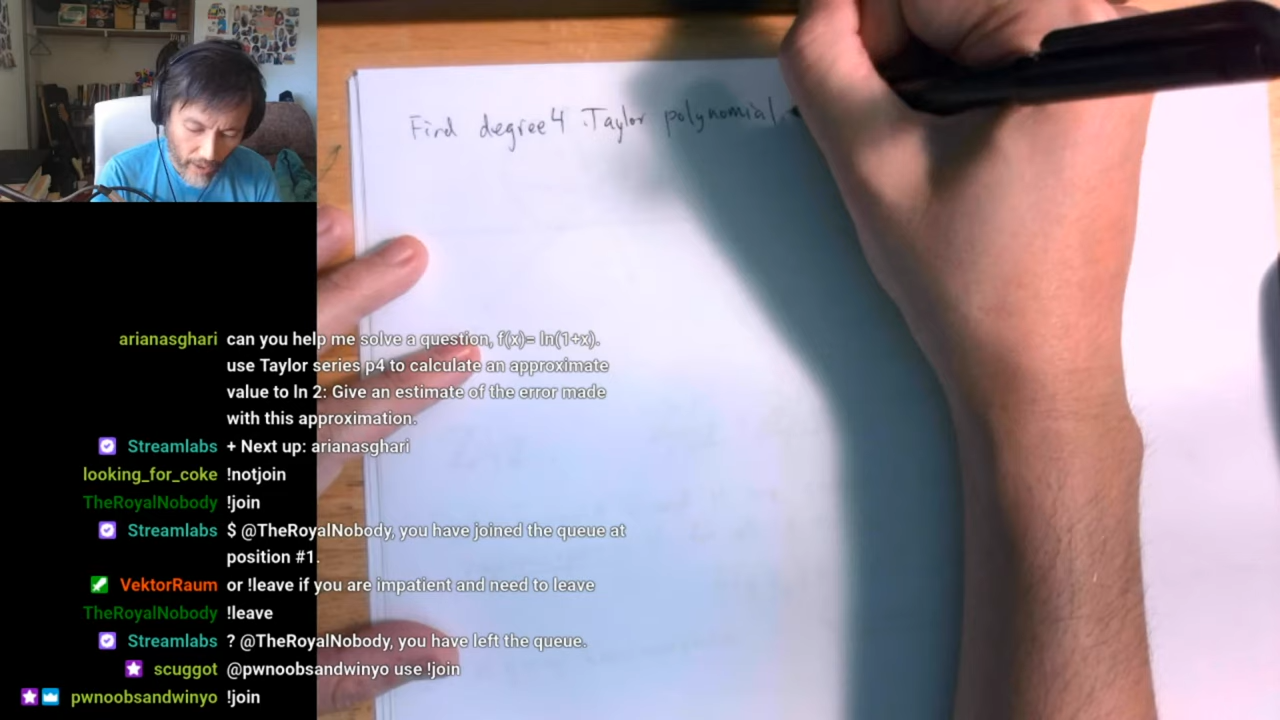 Find degree 4 Taylor polynomial
arianasghari can you help me solve a question, f(x)= ln(1+x).
use Taylor series p4 to calculate an approximate
value to ln 2: Give an estimate of the error made
with this approximation.
Streamlabs + Next up: arianasghari
looking_for_coke !notjoin
TheRoyalNobody !join
Streamlabs $ @TheRoyalNobody, you have joined the queue at
position #1.
VektorRaum or !leave if you are impatient and need to leave
TheRoyalNobody !leave
Streamlabs ? @TheRoyalNobody, you have left the queue.
scuggot @pwnoobsandwinyo use !join
pwnoobsandwinyo !join